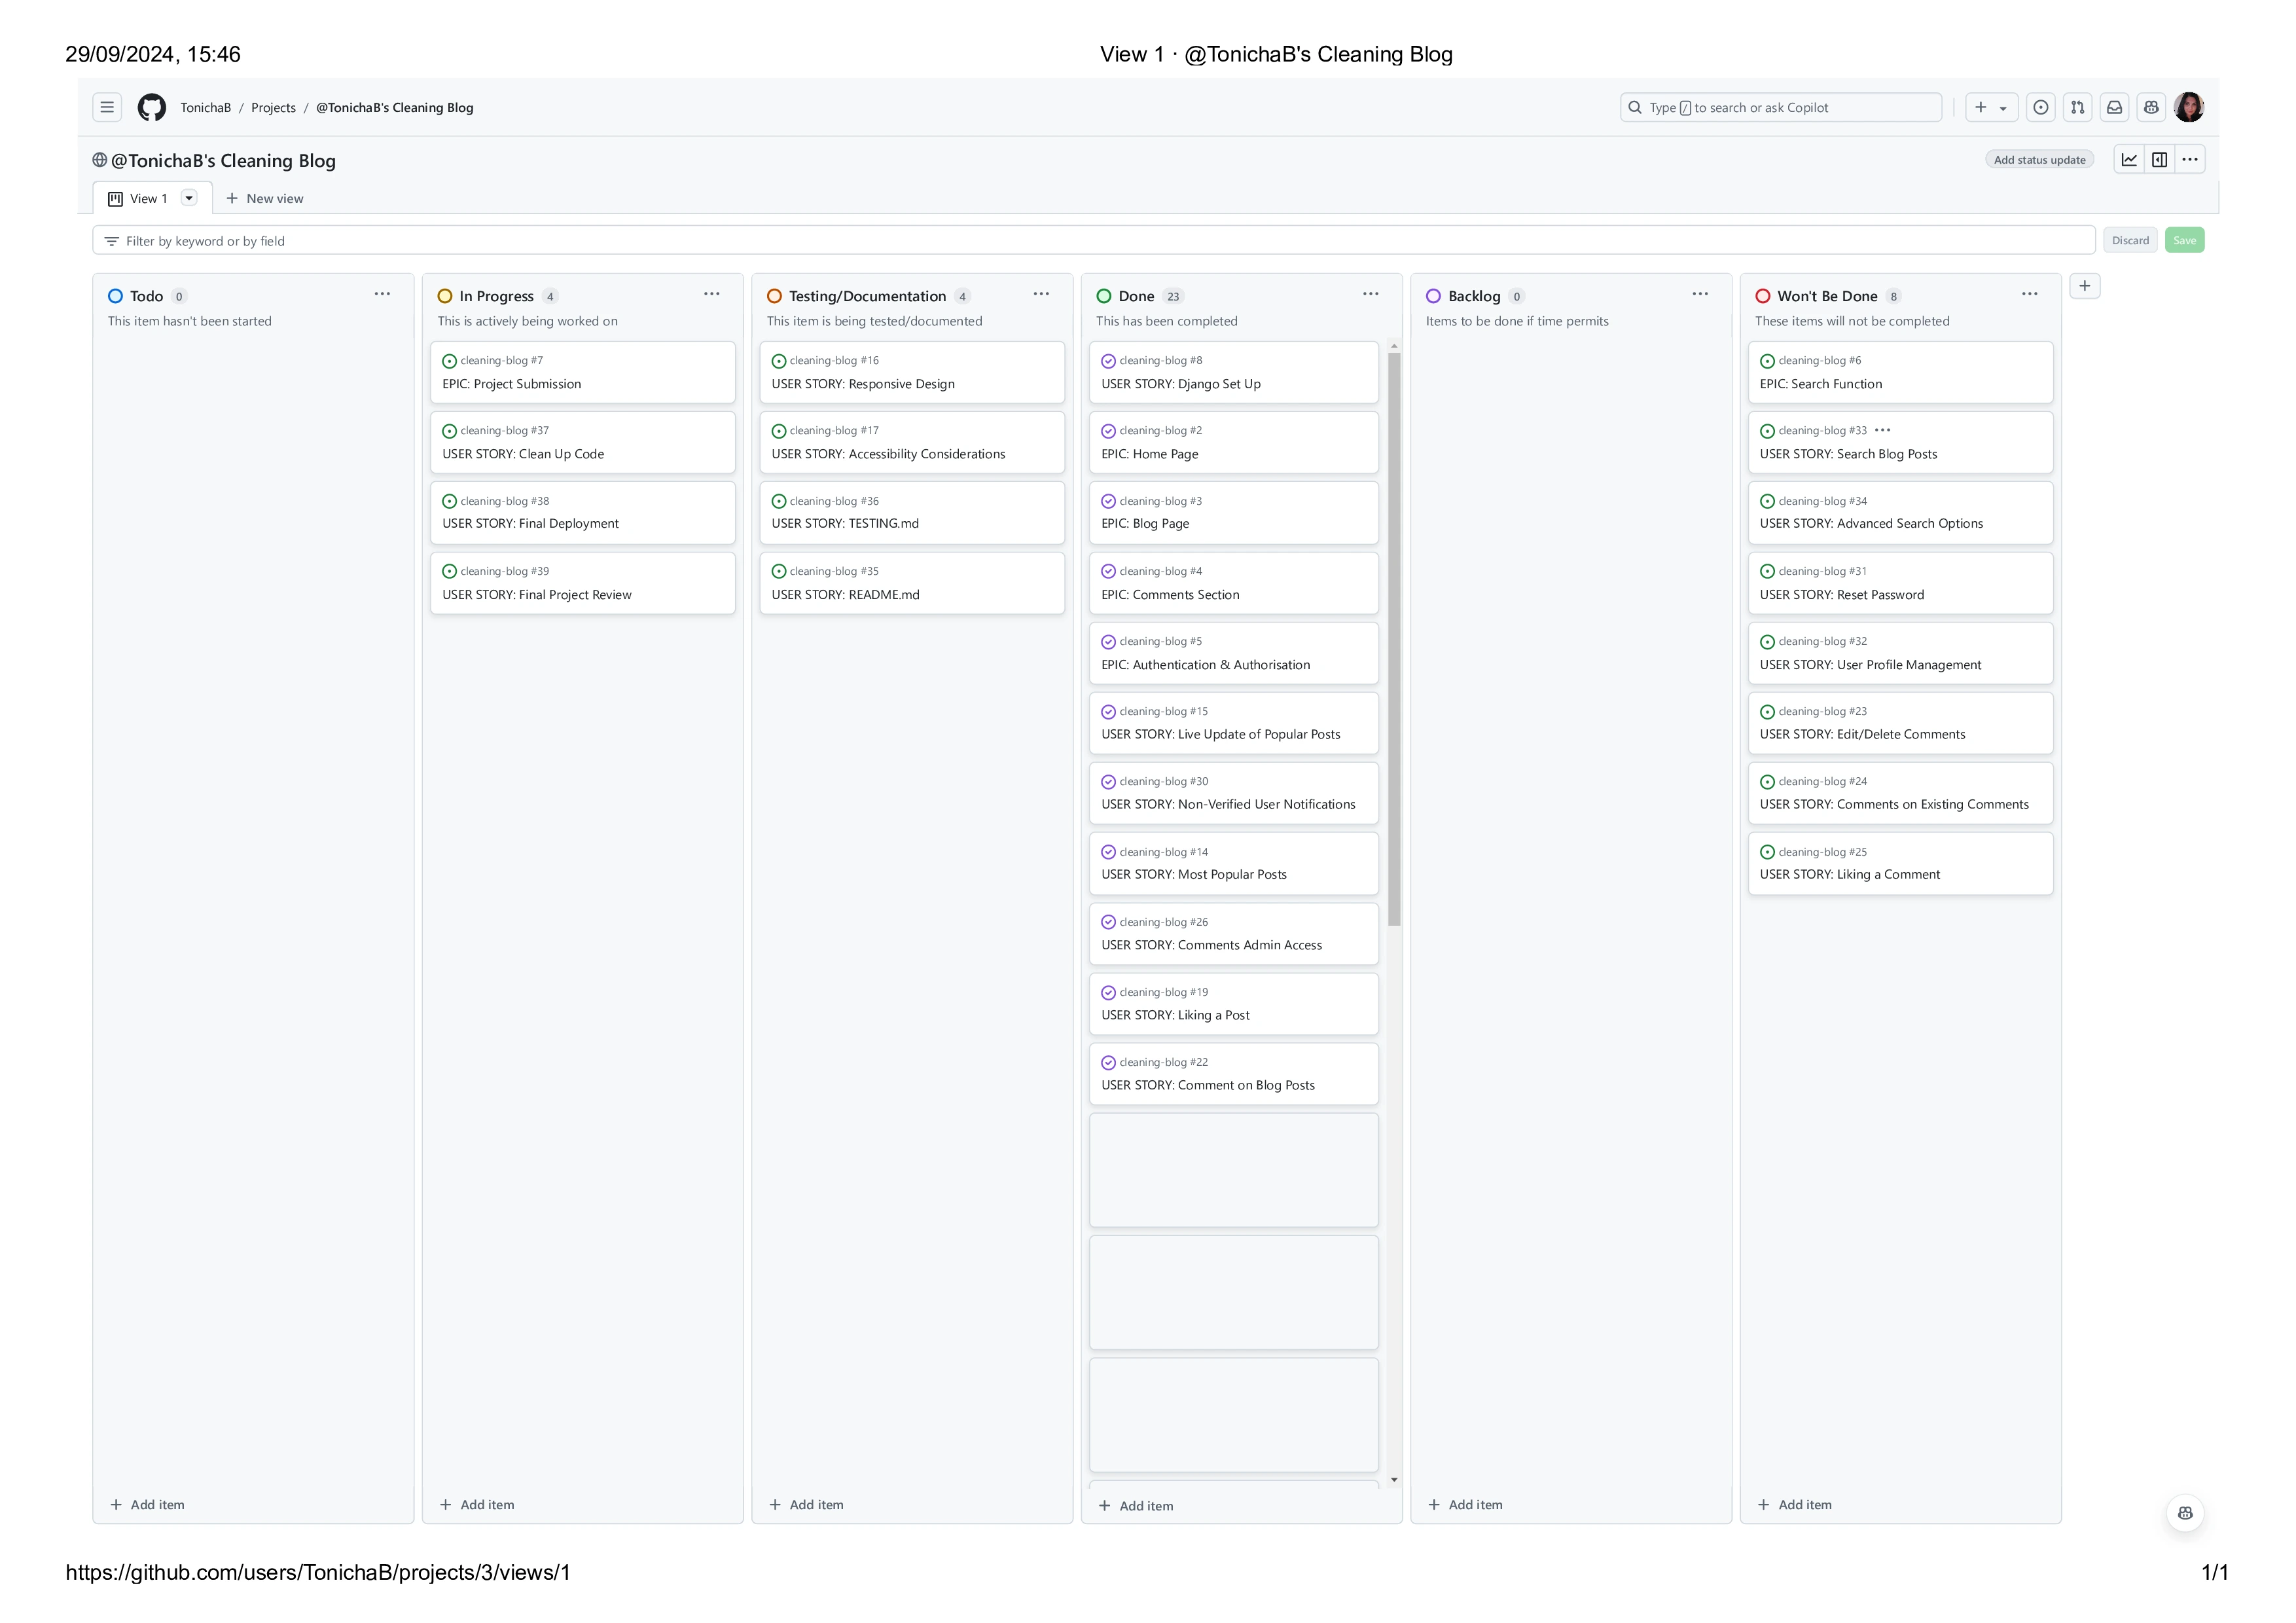 29/09/2024, 15:46
View 1 · @TonichaB's Cleaning Blog
TonichaB / Projects / @TonichaB's Cleaning Blog
Type / to search or ask Copilot
@TonichaB's Cleaning Blog
Add status update
View 1
New view
Filter by keyword or by field
Discard
Save
Todo 0
This item hasn't been started
Add item
In Progress 4
This is actively being worked on
cleaning-blog #7
EPIC: Project Submission
cleaning-blog #37
USER STORY: Clean Up Code
cleaning-blog #38
USER STORY: Final Deployment
cleaning-blog #39
USER STORY: Final Project Review
Add item
Testing/Documentation 4
This item is being tested/documented
cleaning-blog #16
USER STORY: Responsive Design
cleaning-blog #17
USER STORY: Accessibility Considerations
cleaning-blog #36
USER STORY: TESTING.md
cleaning-blog #35
USER STORY: README.md
Add item
Done 23
This has been completed
cleaning-blog #8
USER STORY: Django Set Up
cleaning-blog #2
EPIC: Home Page
cleaning-blog #3
EPIC: Blog Page
cleaning-blog #4
EPIC: Comments Section
cleaning-blog #5
EPIC: Authentication & Authorisation
cleaning-blog #15
USER STORY: Live Update of Popular Posts
cleaning-blog #30
USER STORY: Non-Verified User Notifications
cleaning-blog #14
USER STORY: Most Popular Posts
cleaning-blog #26
USER STORY: Comments Admin Access
cleaning-blog #19
USER STORY: Liking a Post
cleaning-blog #22
USER STORY: Comment on Blog Posts
Add item
Backlog 0
Items to be done if time permits
Add item
Won't Be Done 8
These items will not be completed
cleaning-blog #6
EPIC: Search Function
cleaning-blog #33
USER STORY: Search Blog Posts
cleaning-blog #34
USER STORY: Advanced Search Options
cleaning-blog #31
USER STORY: Reset Password
cleaning-blog #32
USER STORY: User Profile Management
cleaning-blog #23
USER STORY: Edit/Delete Comments
cleaning-blog #24
USER STORY: Comments on Existing Comments
cleaning-blog #25
USER STORY: Liking a Comment
Add item
https://github.com/users/TonichaB/projects/3/views/1
1/1